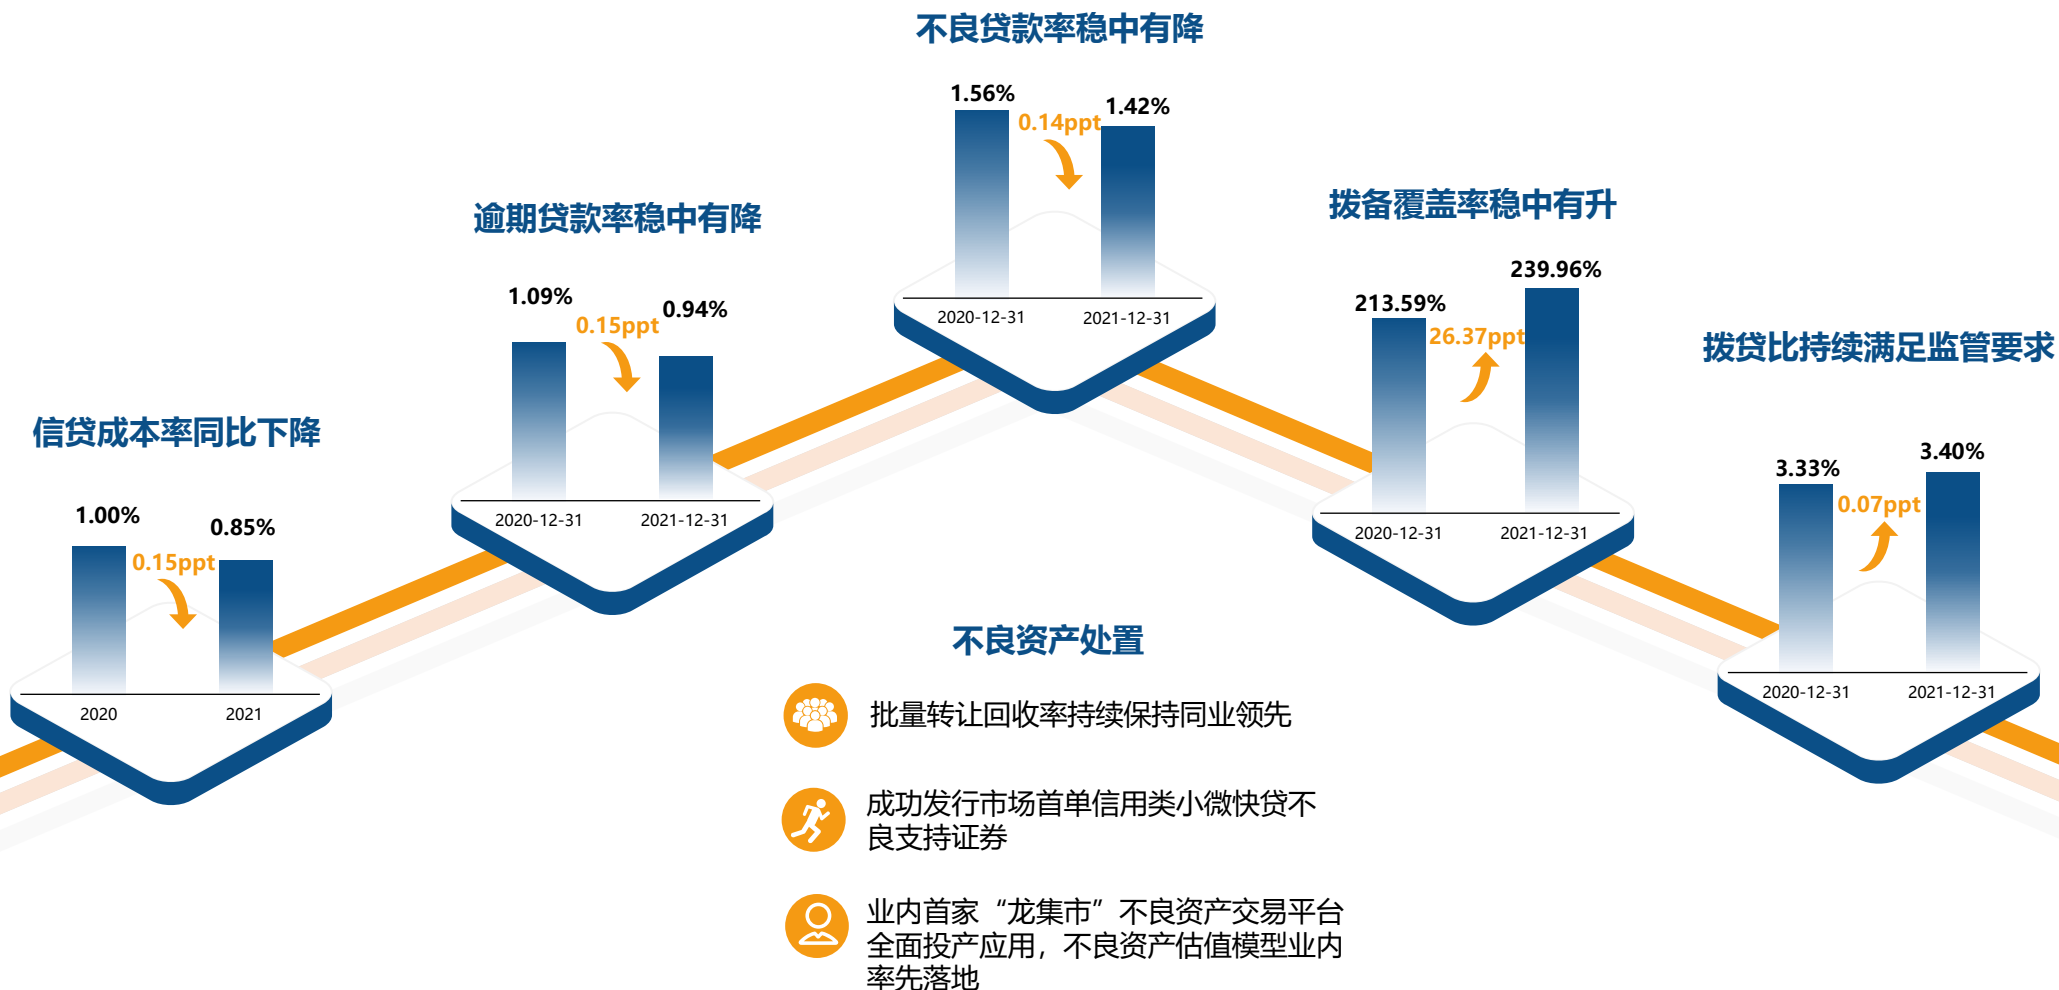 不良贷款率稳中有降
1.56%
0.14ppt
1.42%
2020-12-31
2021-12-31
逾期贷款率稳中有降
1.09%
0.15ppt
0.94%
2020-12-31
2021-12-31
信贷成本率同比下降
1.00%
0.15ppt
0.85%
2020
2021
拨备覆盖率稳中有升
213.59%
26.37ppt
239.96%
2020-12-31
2021-12-31
拨贷比持续满足监管要求
3.33%
0.07ppt
3.40%
2020-12-31
2021-12-31
不良资产处置
批量转让回收率持续保持同业领先
成功发行市场首单信用类小微快贷不
良支持证券
业内首家“龙集市”不良资产交易平台
全面投产应用，不良资产估值模型业内
率先落地